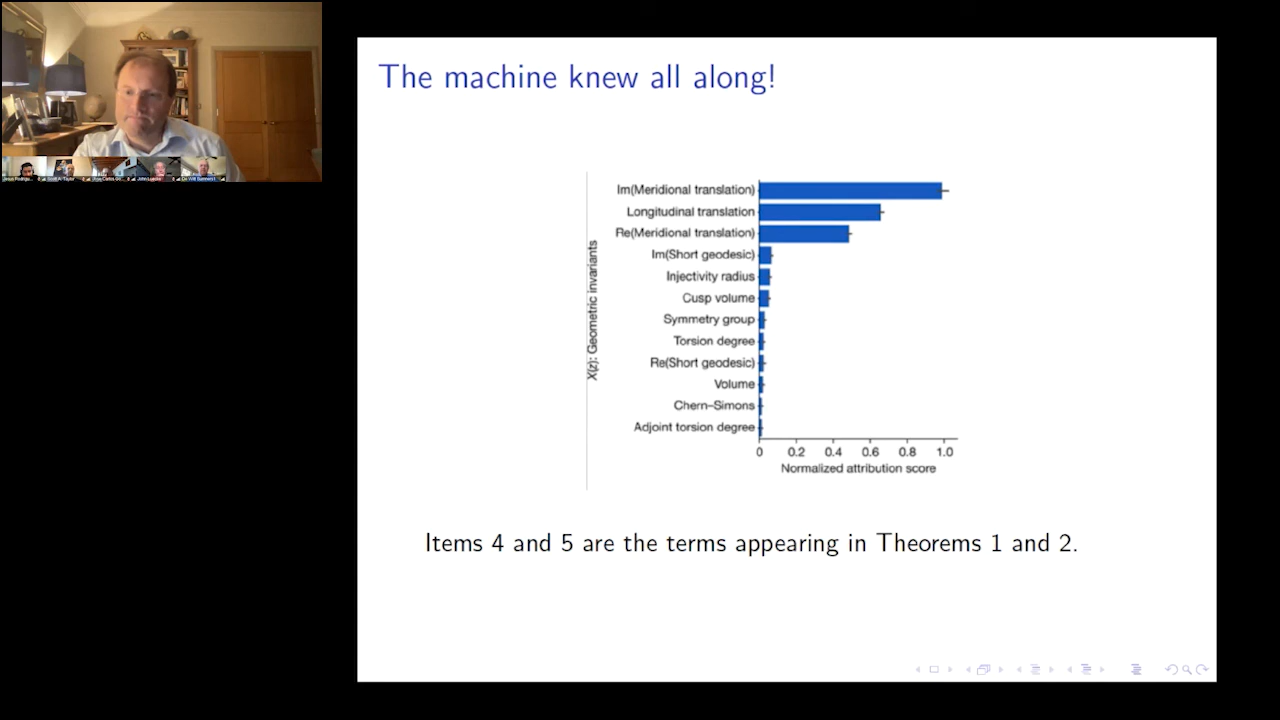 The machine knew all along!
X(z): Geometric invariants
Im(Meridional translation)
Longitudinal translation
Re(Meridional translation)
Im(Short geodesic)
Injectivity radius
Cusp volume
Symmetry group
Torsion degree
Re(Short geodesic)
Volume
Chern–Simons
Adjoint torsion degree
0 0.2 0.4 0.6 0.8 1.0
Normalized attribution score
Items 4 and 5 are the terms appearing in Theorems 1 and 2.